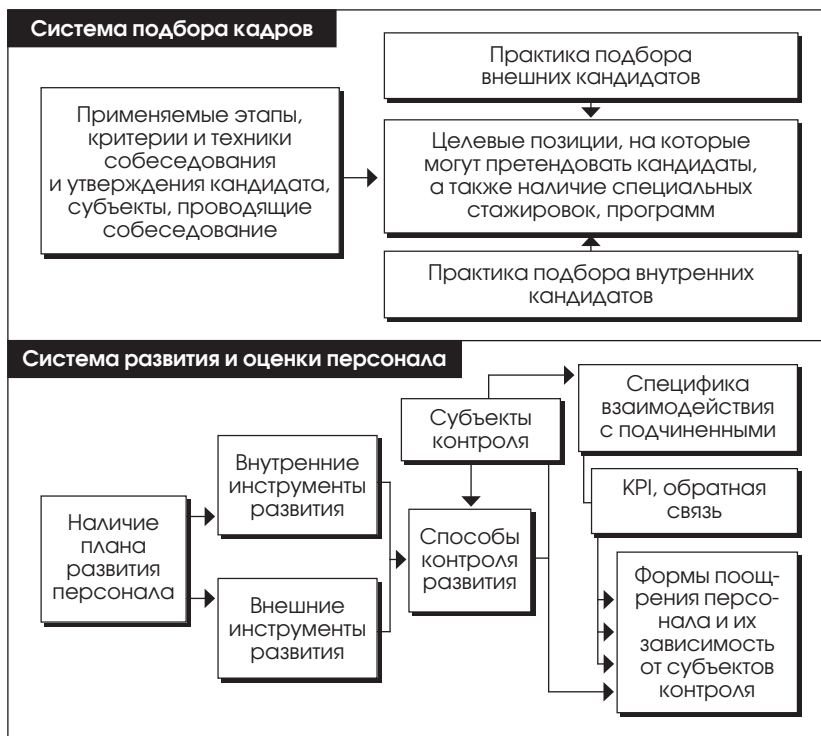 Система подбора кадров
Практика подбора
внешних кандидатов
Применяемые этапы,
критерии и техники
собеседования
и утверждения кандидата,
субъекты, проводящие
собеседование
Целевые позиции, на которые
могут претендовать кандидаты,
а также наличие специальных
стажировок, программ
Практика подбора внутренних
кандидатов
Система развития и оценки персонала
Наличие
плана
развития
персонала
Внутренние
инструменты
развития
Внешние
инструменты
развития
Субъекты
контроля
Способы
контроля
развития
Специфика
взаимодействия
с подчиненными
KPI, обратная
связь
Формы поощ-
рения персо-
нала и их
зависимость
от субъектов
контроля